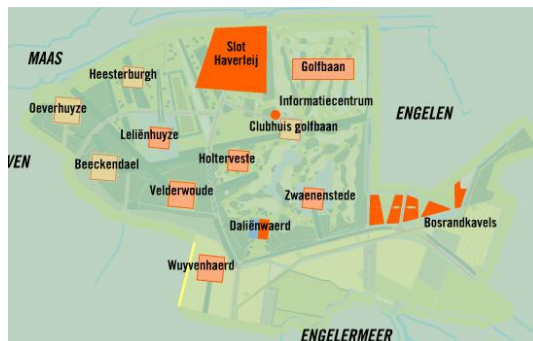 MAAS
Slot
Haverleij
Heesterburgh
Golfbaan
Oeverhuyze
Informatiecentrum
ENGELEN
Clubhuis golfbaan
Leliënhuyze
VEN
Beeckendael
Holterveste
Velderwoude
Zwaenenstede
Daliënwaerd
Bosrandkavels
Wuyvenhaerd
ENGELERMEER